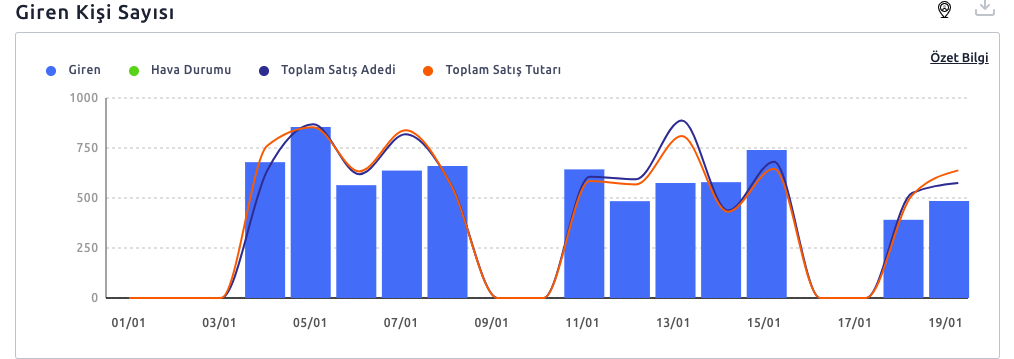 Giren Kişi Sayısı
Özet Bilgi
Giren Hava Durumu Toplam Satış Adedi Toplam Satış Tutarı
1000
750
500
250
0
01/01 03/01 05/01 07/01 09/01 11/01 13/01 15/01 17/01 19/01